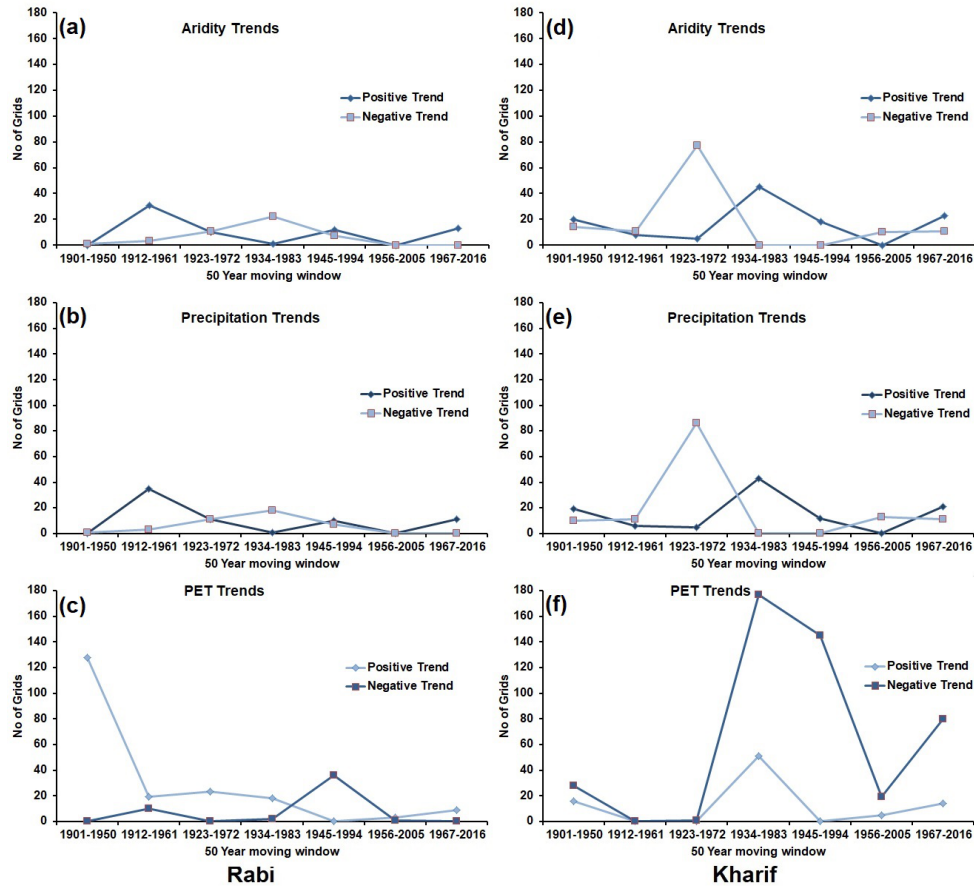 (a)
Aridity Trends
180
160
140
120
100
80
60
40
20
0
No of Grids
Positive Trend
Negative Trend
1901-1950 1912-1961 1923-1972 1934-1983 1945-1994 1956-2005 1967-2016
50 Year moving window
(b)
Precipitation Trends
180
160
140
120
100
80
60
40
20
0
No of Grids
Positive Trend
Negative Trend
1901-1950 1912-1961 1923-1972 1934-1983 1945-1994 1956-2005 1967-2016
50 Year moving window
(c)
PET Trends
180
160
140
120
100
80
60
40
20
0
No of Grids
Positive Trend
Negative Trend
1901-1950 1912-1961 1923-1972 1934-1983 1945-1994 1956-2005 1967-2016
50 Year moving window
Rabi
(d)
Aridity Trends
180
160
140
120
100
80
60
40
20
0
No of Grids
Positive Trend
Negative Trend
1901-1950 1912-1961 1923-1972 1934-1983 1945-1994 1956-2005 1967-2016
50 Year moving window
(e)
Precipitation Trends
180
160
140
120
100
80
60
40
20
0
No of Grids
Positive Trend
Negative Trend
1901-1950 1912-1961 1923-1972 1934-1983 1945-1994 1956-2005 1967-2016
50 Year moving window
(f)
PET Trends
180
160
140
120
100
80
60
40
20
0
No of Grids
Positive Trend
Negative Trend
1901-1950 1912-1961 1923-1972 1934-1983 1945-1994 1956-2005 1967-2016
50 Year moving window
Kharif